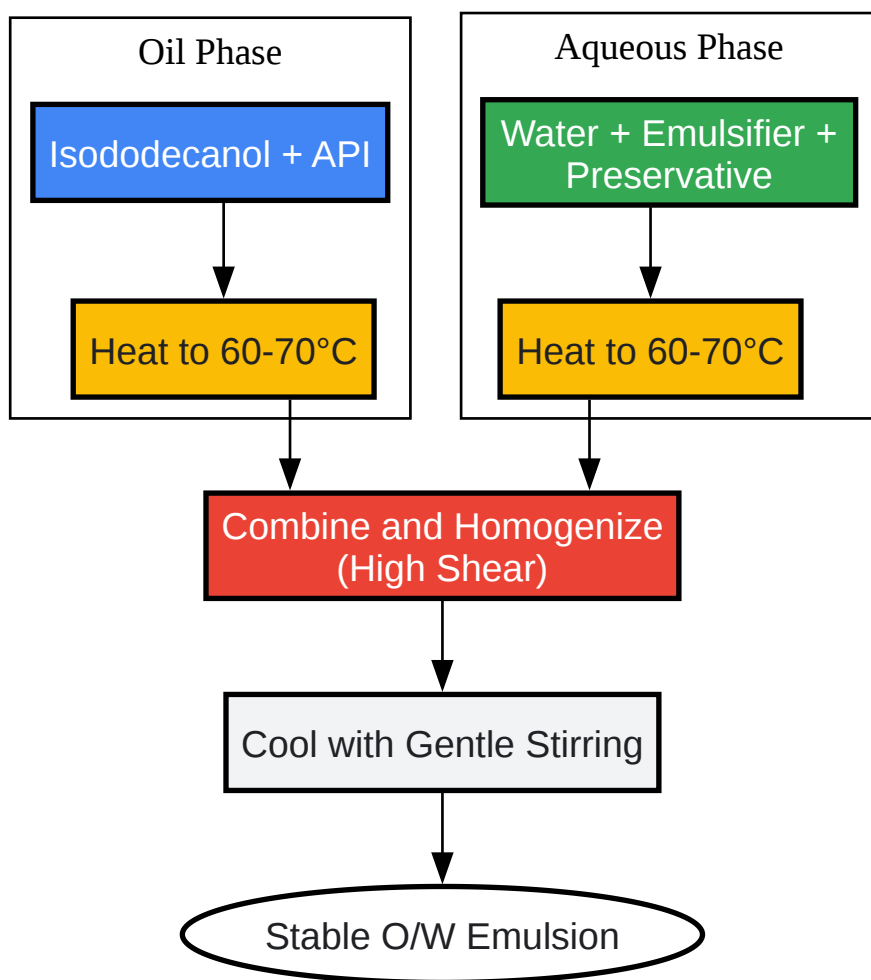 Oil Phase
Aqueous Phase
Isododecanol + API
Water + Emulsifier +
Preservative
Heat to 60-70°C
Heat to 60-70°C
Combine and Homogenize
(High Shear)
Cool with Gentle Stirring
Stable O/W Emulsion